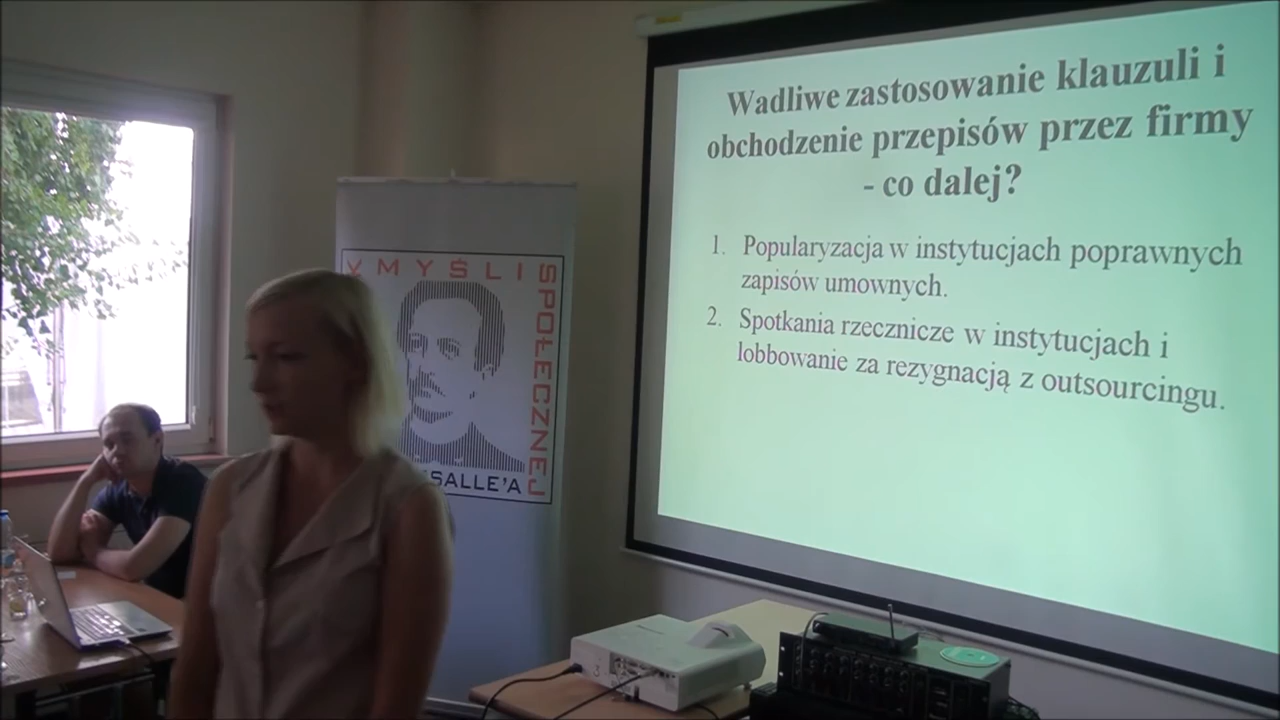 Wadliwe zastosowanie klauzuli i
obchodzenie przepisów przez firmy
- co dalej?
1. Popularyzacja w instytucjach poprawnych
zapisów umownych.
2. Spotkania rzecznicze w instytucjach i
lobbowanie za rezygnacją z outsourcingu.
MYŚLI
SPOŁECZNEJ
SALLE'A